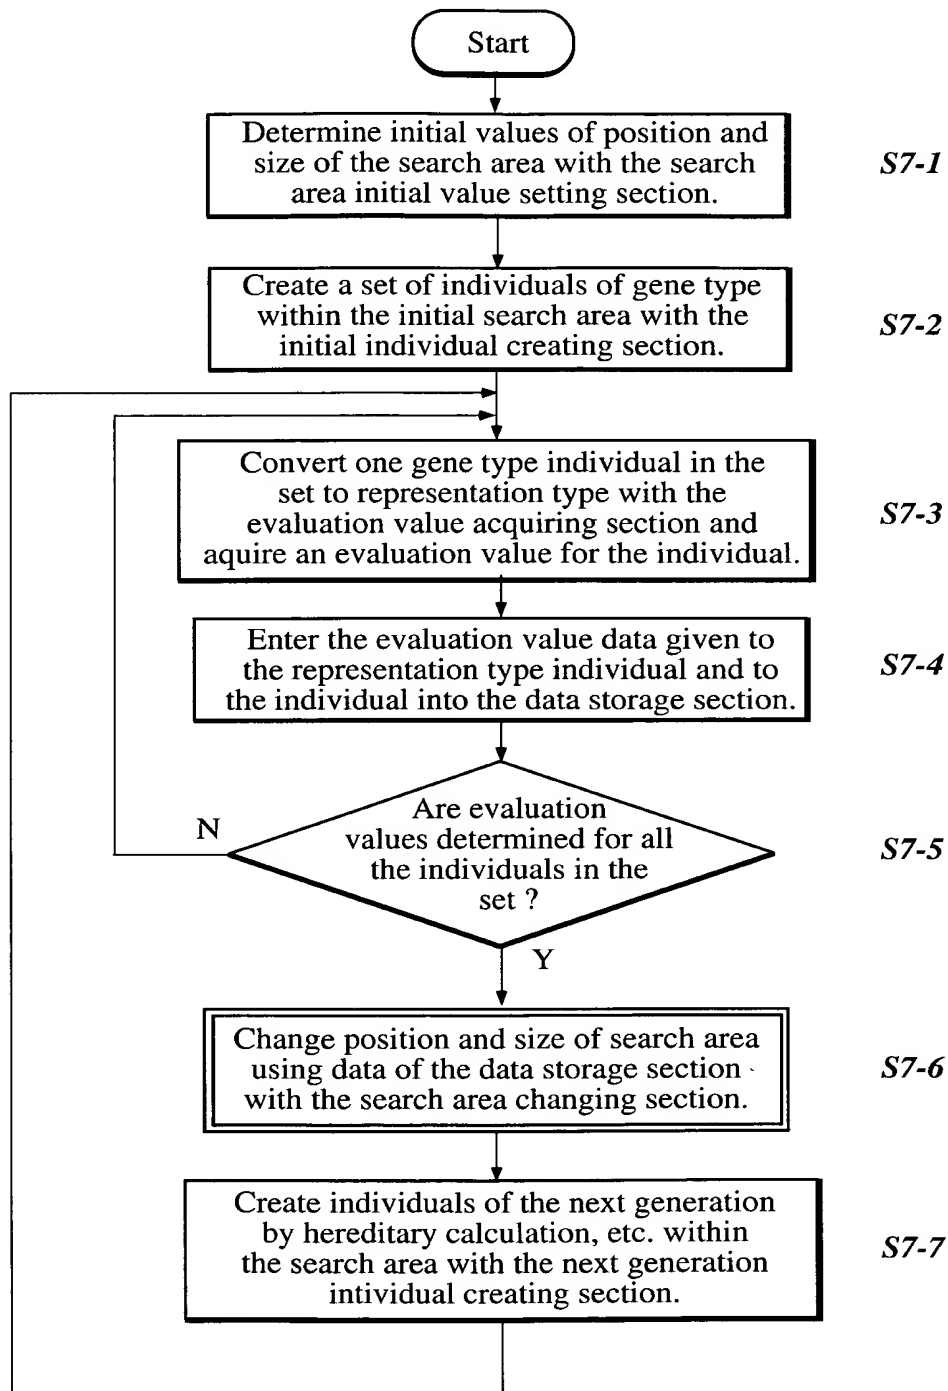 Start
Determine initial values of position and
size of the search area with the search
area initial value setting section.
S7-1
Create a set of individuals of gene type
within the initial search area with the
initial individual creating section.
S7-2
Convert one gene type individual in the
set to representation type with the
evaluation value acquiring section and
aquire an evaluation value for the individual.
S7-3
Enter the evaluation value data given to
the representation type individual and to
the individual into the data storage section.
S7-4
Are evaluation
values determined for all
the individuals in the
set ?
N
S7-5
Y
Change position and size of search area
using data of the data storage section
with the search area changing section.
S7-6
Create individuals of the next generation
by hereditary calculation, etc. within
the search area with the next generation
intividual creating section.
S7-7